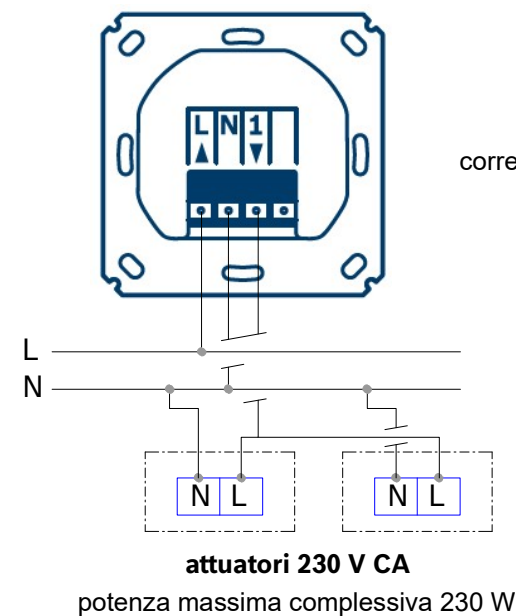 L N 1
corre
L
N
N L N L
attuatori 230 V CA
potenza massima complessiva 230 W